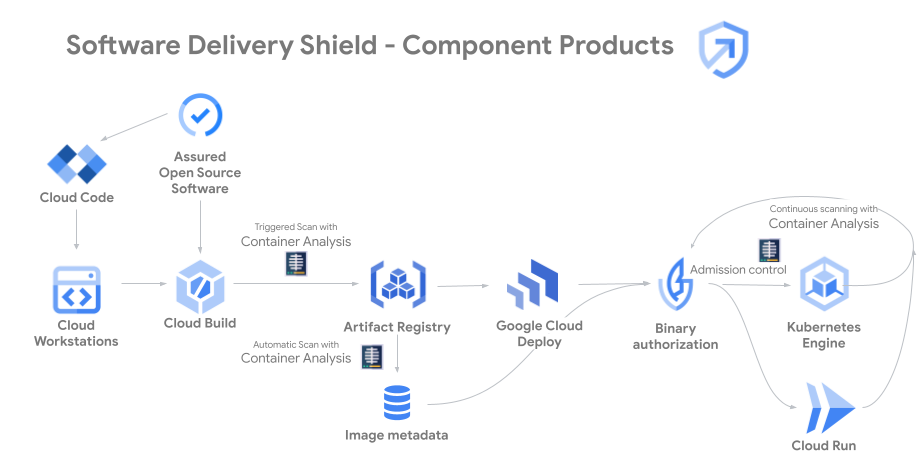 Software Delivery Shield - Component Products
Assured
Open Source
Software
Cloud Code
Triggered Scan with
Container Analysis
Continuous scanning with
Container Analysis
Admission control
Cloud
Workstations
Cloud Build
Artifact Registry
Google Cloud
Deploy
Binary
authorization
Kubernetes
Engine
Automatic Scan with
Container Analysis
Image metadata
Cloud Run